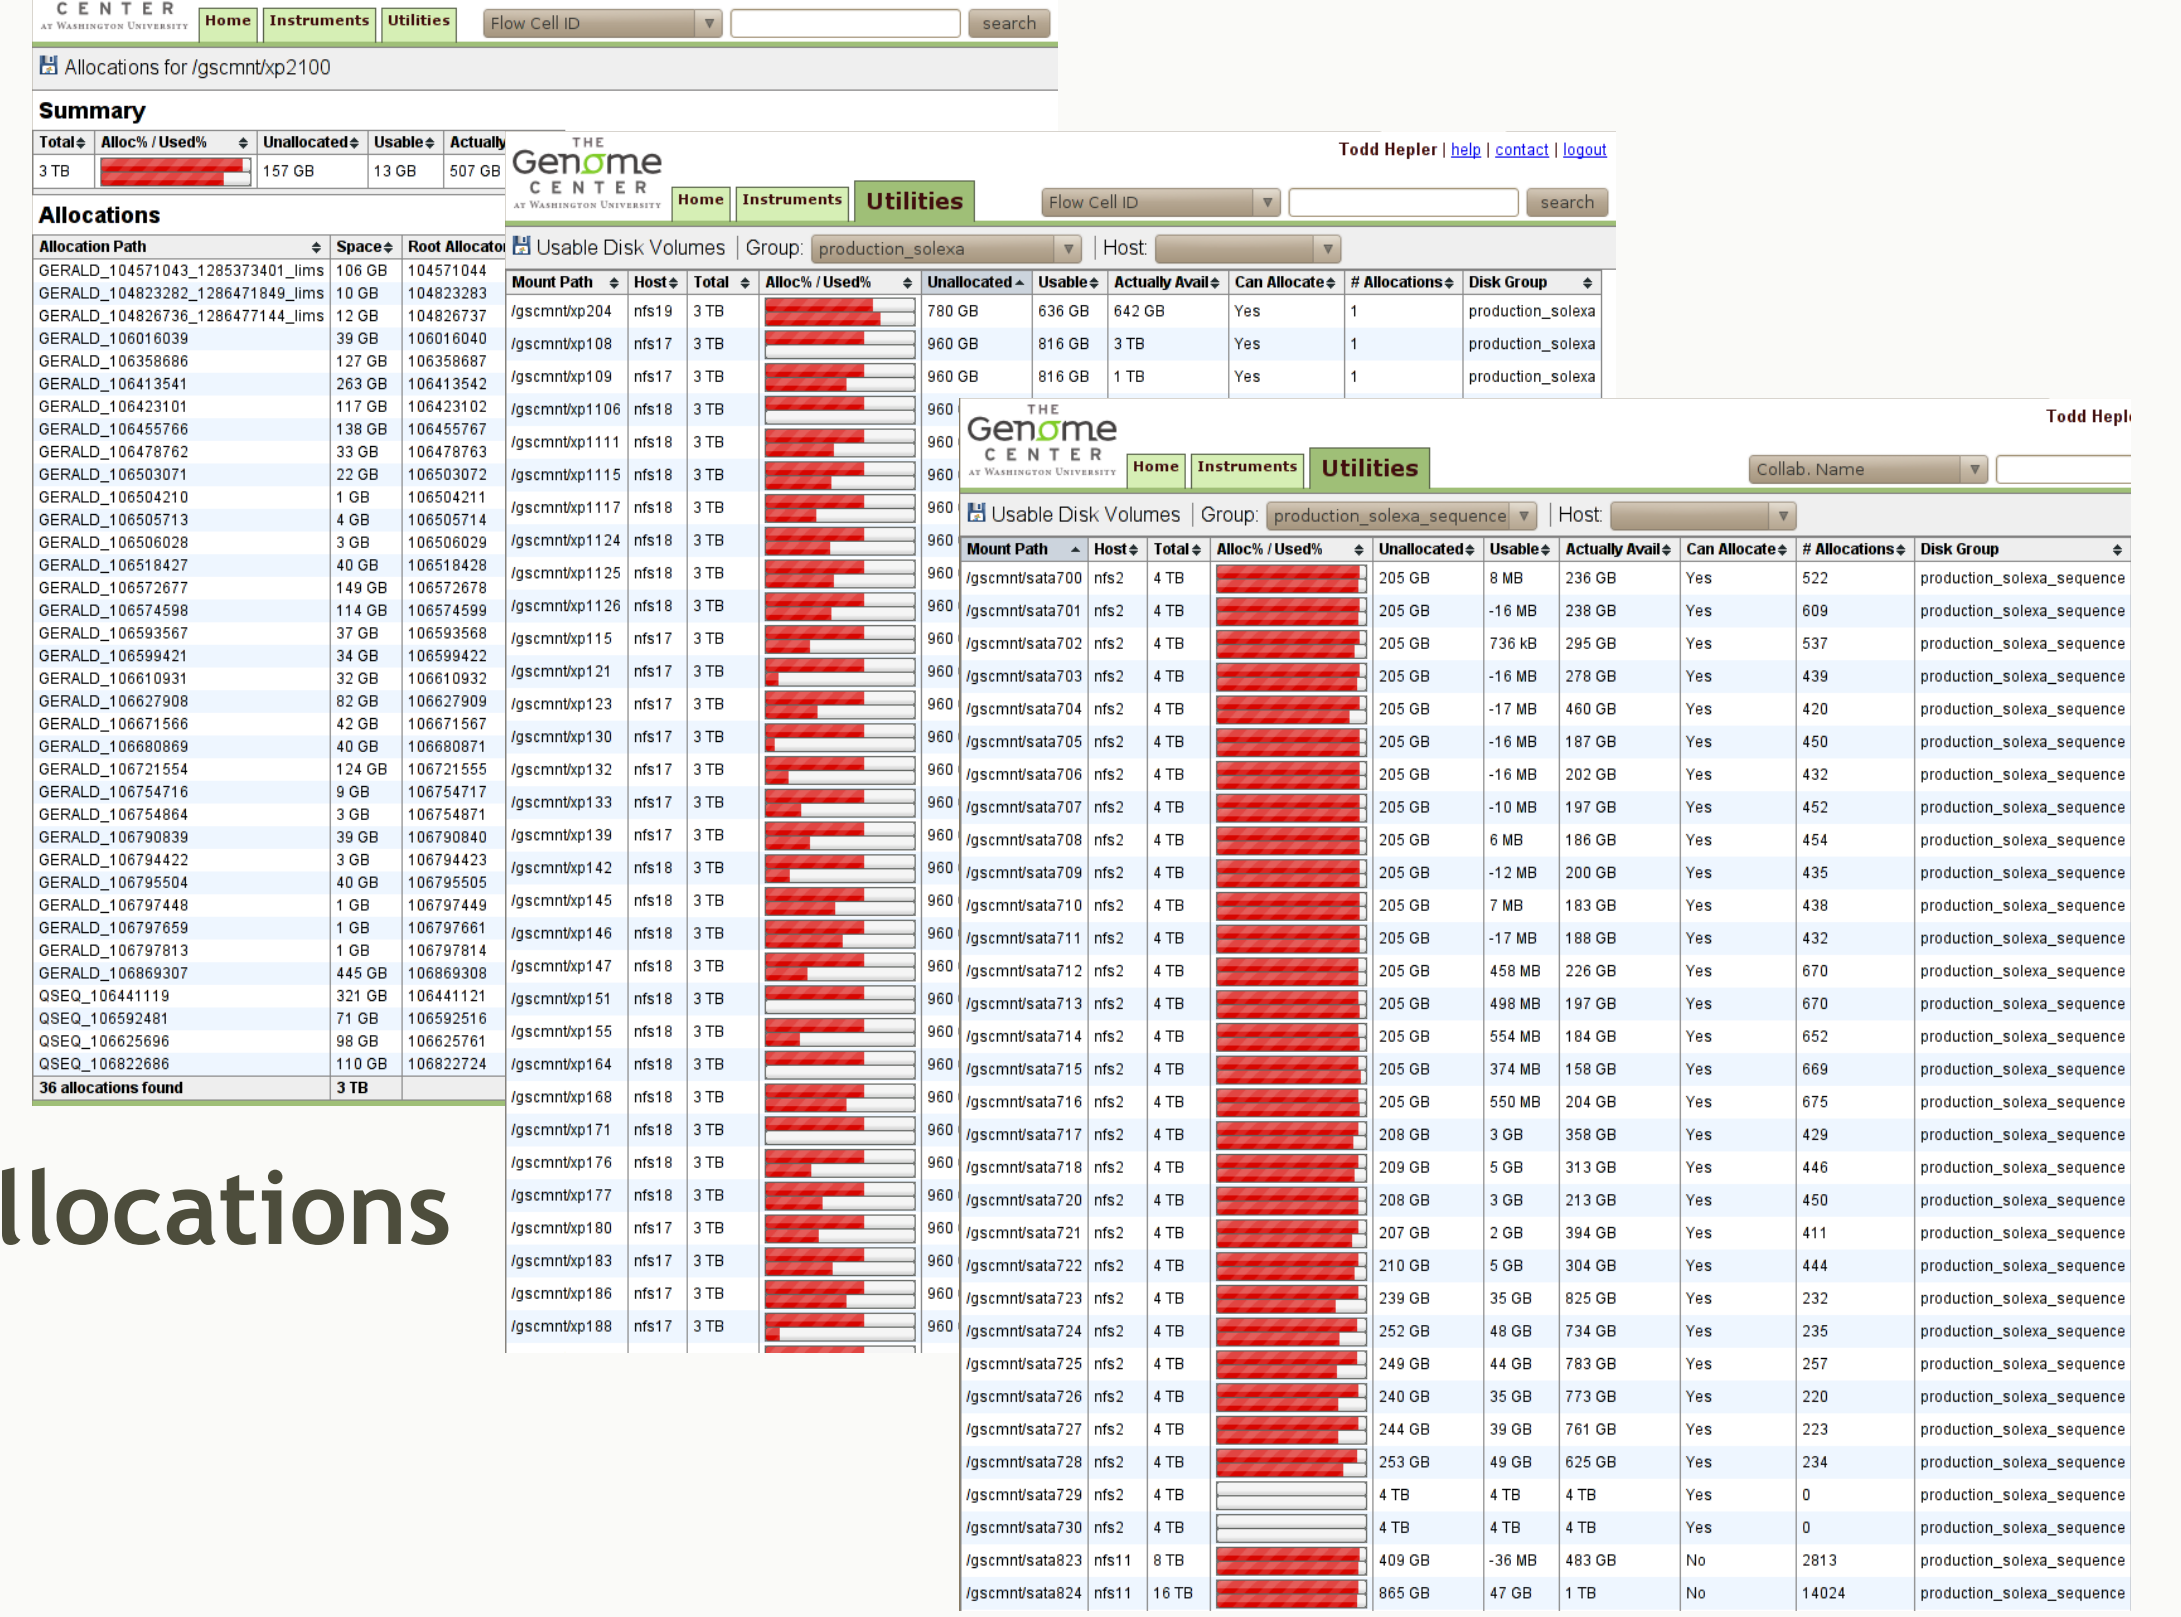 CENTER
AT WASHINGTON UNIVERSITY
Home Instruments Utilities Flow Cell ID search
Allocations for /gscmnt/xp2100
Summary
Total Alloc% / Used% Unallocated Usable Actually
3 TB 157 GB 13 GB 507 GB
Allocations
Allocation Path Space Root Allocator
GERALD_104571043_1285373401_lims 106 GB 104571044
GERALD_104823282_1286471849_lims 10 GB 104823283
GERALD_104826736_1286477144_lims 12 GB 104826737
GERALD_106016039 39 GB 106016040
GERALD_106358686 127 GB 106358687
GERALD_106413541 263 GB 106413542
GERALD_106423101 117 GB 106423102
GERALD_106455766 138 GB 106455767
GERALD_106478762 33 GB 106478763
GERALD_106503071 22 GB 106503072
GERALD_106504210 1 GB 106504211
GERALD_106505713 4 GB 106505714
GERALD_106506028 3 GB 106506029
GERALD_106518427 40 GB 106518428
GERALD_106572677 149 GB 106572678
GERALD_106574598 114 GB 106574599
GERALD_106593567 37 GB 106593568
GERALD_106599421 34 GB 106599422
GERALD_106610931 32 GB 106610932
GERALD_106627908 82 GB 106627909
GERALD_106671566 42 GB 106671567
GERALD_106680869 40 GB 106680871
GERALD_106721554 124 GB 106721555
GERALD_106754716 9 GB 106754717
GERALD_106754864 3 GB 106754871
GERALD_106790839 39 GB 106790840
GERALD_106794422 3 GB 106794423
GERALD_106795504 40 GB 106795505
GERALD_106797448 1 GB 106797449
GERALD_106797659 1 GB 106797661
GERALD_106797813 1 GB 106797814
GERALD_106869307 445 GB 106869308
QSEQ_106441119 321 GB 106441121
QSEQ_106592481 71 GB 106592516
QSEQ_106625696 98 GB 106625761
QSEQ_106822686 110 GB 106822724
36 allocations found 3 TB
llocations
THE
Genome
CENTER
AT WASHINGTON UNIVERSITY
Todd Hepler | help | contact | logout
Home Instruments Utilities Flow Cell ID search
Usable Disk Volumes | Group: production_solexa | Host:
Mount Path Host Total Alloc% / Used% Unallocated Usable Actually Avail Can Allocate # Allocations Disk Group
/gscmnt/xp204 nfs19 3 TB 780 GB 636 GB 642 GB Yes 1 production_solexa
/gscmnt/xp108 nfs17 3 TB 960 GB 816 GB 3 TB Yes 1 production_solexa
/gscmnt/xp109 nfs17 3 TB 960 GB 816 GB 1 TB Yes 1 production_solexa
/gscmnt/xp1106 nfs18 3 TB 960
/gscmnt/xp1111 nfs18 3 TB 960
/gscmnt/xp1115 nfs18 3 TB 960
/gscmnt/xp1117 nfs18 3 TB 960
/gscmnt/xp1124 nfs18 3 TB 960
/gscmnt/xp1125 nfs18 3 TB 960
/gscmnt/xp1126 nfs18 3 TB 960
/gscmnt/xp115 nfs17 3 TB 960
/gscmnt/xp121 nfs17 3 TB 960
/gscmnt/xp123 nfs17 3 TB 960
/gscmnt/xp130 nfs17 3 TB 960
/gscmnt/xp132 nfs17 3 TB 960
/gscmnt/xp133 nfs17 3 TB 960
/gscmnt/xp139 nfs17 3 TB 960
/gscmnt/xp142 nfs18 3 TB 960
/gscmnt/xp145 nfs18 3 TB 960
/gscmnt/xp146 nfs18 3 TB 960
/gscmnt/xp147 nfs18 3 TB 960
/gscmnt/xp151 nfs18 3 TB 960
/gscmnt/xp155 nfs18 3 TB 960
/gscmnt/xp164 nfs18 3 TB 960
/gscmnt/xp168 nfs18 3 TB 960
/gscmnt/xp171 nfs18 3 TB 960
/gscmnt/xp176 nfs18 3 TB 960
/gscmnt/xp177 nfs18 3 TB 960
/gscmnt/xp180 nfs17 3 TB 960
/gscmnt/xp183 nfs17 3 TB 960
/gscmnt/xp186 nfs17 3 TB 960
/gscmnt/xp188 nfs17 3 TB 960
THE
Genome
CENTER
AT WASHINGTON UNIVERSITY
Todd Hepl
Home Instruments Utilities Collab. Name
Usable Disk Volumes | Group: production_solexa_sequence | Host:
Mount Path Host Total Alloc% / Used% Unallocated Usable Actually Avail Can Allocate # Allocations Disk Group
/gscmnt/sata700 nfs2 4 TB 205 GB 8 MB 236 GB Yes 522 production_solexa_sequence
/gscmnt/sata701 nfs2 4 TB 205 GB -16 MB 238 GB Yes 609 production_solexa_sequence
/gscmnt/sata702 nfs2 4 TB 205 GB 736 kB 295 GB Yes 537 production_solexa_sequence
/gscmnt/sata703 nfs2 4 TB 205 GB -16 MB 278 GB Yes 439 production_solexa_sequence
/gscmnt/sata704 nfs2 4 TB 205 GB -17 MB 460 GB Yes 420 production_solexa_sequence
/gscmnt/sata705 nfs2 4 TB 205 GB -16 MB 187 GB Yes 450 production_solexa_sequence
/gscmnt/sata706 nfs2 4 TB 205 GB -16 MB 202 GB Yes 432 production_solexa_sequence
/gscmnt/sata707 nfs2 4 TB 205 GB -10 MB 197 GB Yes 452 production_solexa_sequence
/gscmnt/sata708 nfs2 4 TB 205 GB 6 MB 186 GB Yes 454 production_solexa_sequence
/gscmnt/sata709 nfs2 4 TB 205 GB -12 MB 200 GB Yes 435 production_solexa_sequence
/gscmnt/sata710 nfs2 4 TB 205 GB 7 MB 183 GB Yes 438 production_solexa_sequence
/gscmnt/sata711 nfs2 4 TB 205 GB -17 MB 188 GB Yes 432 production_solexa_sequence
/gscmnt/sata712 nfs2 4 TB 205 GB 458 MB 226 GB Yes 670 production_solexa_sequence
/gscmnt/sata713 nfs2 4 TB 205 GB 498 MB 197 GB Yes 670 production_solexa_sequence
/gscmnt/sata714 nfs2 4 TB 205 GB 554 MB 184 GB Yes 652 production_solexa_sequence
/gscmnt/sata715 nfs2 4 TB 205 GB 374 MB 158 GB Yes 669 production_solexa_sequence
/gscmnt/sata716 nfs2 4 TB 205 GB 550 MB 204 GB Yes 675 production_solexa_sequence
/gscmnt/sata717 nfs2 4 TB 208 GB 3 GB 358 GB Yes 429 production_solexa_sequence
/gscmnt/sata718 nfs2 4 TB 209 GB 5 GB 313 GB Yes 446 production_solexa_sequence
/gscmnt/sata720 nfs2 4 TB 208 GB 3 GB 213 GB Yes 450 production_solexa_sequence
/gscmnt/sata721 nfs2 4 TB 207 GB 2 GB 394 GB Yes 411 production_solexa_sequence
/gscmnt/sata722 nfs2 4 TB 210 GB 5 GB 304 GB Yes 444 production_solexa_sequence
/gscmnt/sata723 nfs2 4 TB 239 GB 35 GB 825 GB Yes 232 production_solexa_sequence
/gscmnt/sata724 nfs2 4 TB 252 GB 48 GB 734 GB Yes 235 production_solexa_sequence
/gscmnt/sata725 nfs2 4 TB 249 GB 44 GB 783 GB Yes 257 production_solexa_sequence
/gscmnt/sata726 nfs2 4 TB 240 GB 35 GB 773 GB Yes 220 production_solexa_sequence
/gscmnt/sata727 nfs2 4 TB 244 GB 39 GB 761 GB Yes 223 production_solexa_sequence
/gscmnt/sata728 nfs2 4 TB 253 GB 49 GB 625 GB Yes 234 production_solexa_sequence
/gscmnt/sata729 nfs2 4 TB 4 TB 4 TB 4 TB Yes 0 production_solexa_sequence
/gscmnt/sata730 nfs2 4 TB 4 TB 4 TB 4 TB Yes 0 production_solexa_sequence
/gscmnt/sata823 nfs11 8 TB 409 GB -36 MB 483 GB No 2813 production_solexa_sequence
/gscmnt/sata824 nfs11 16 TB 865 GB 47 GB 1 TB No 14024 production_solexa_sequence